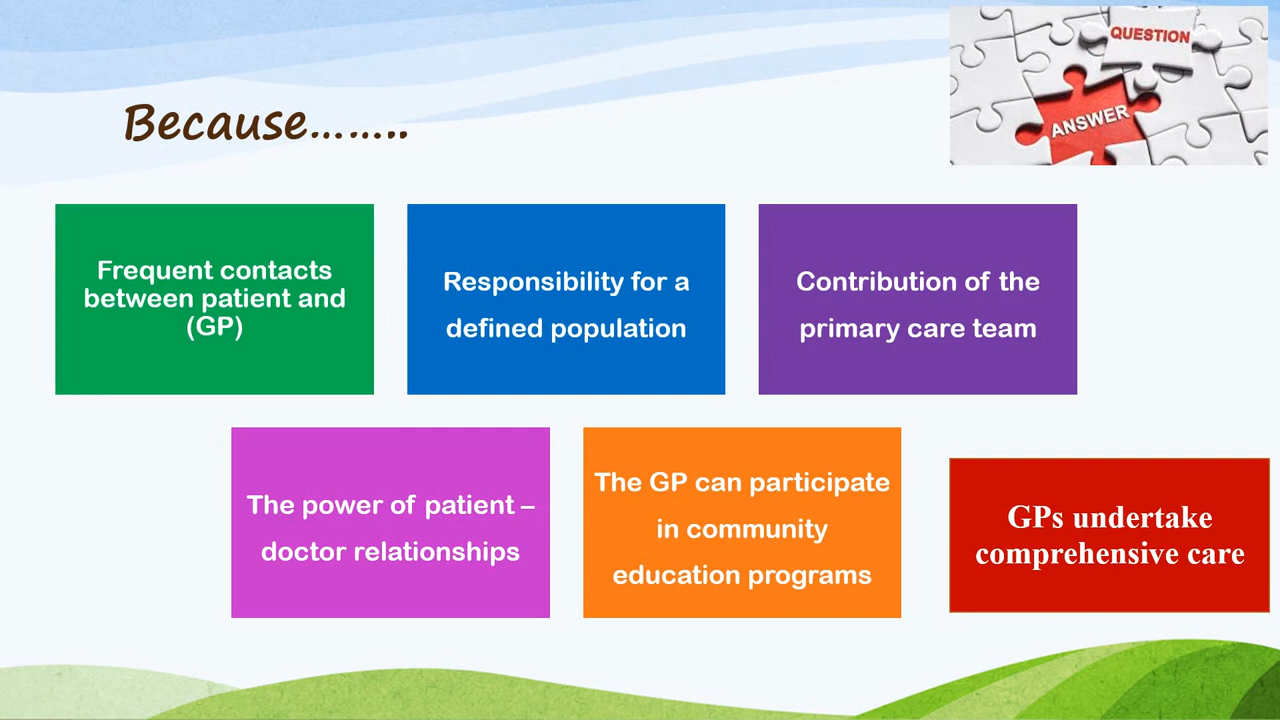 QUESTION
ANSWER
Because……..
Frequent contacts
between patient and
(GP)
Responsibility for a
defined population
Contribution of the
primary care team
The power of patient –
doctor relationships
The GP can participate
in community
education programs
GPs undertake
comprehensive care